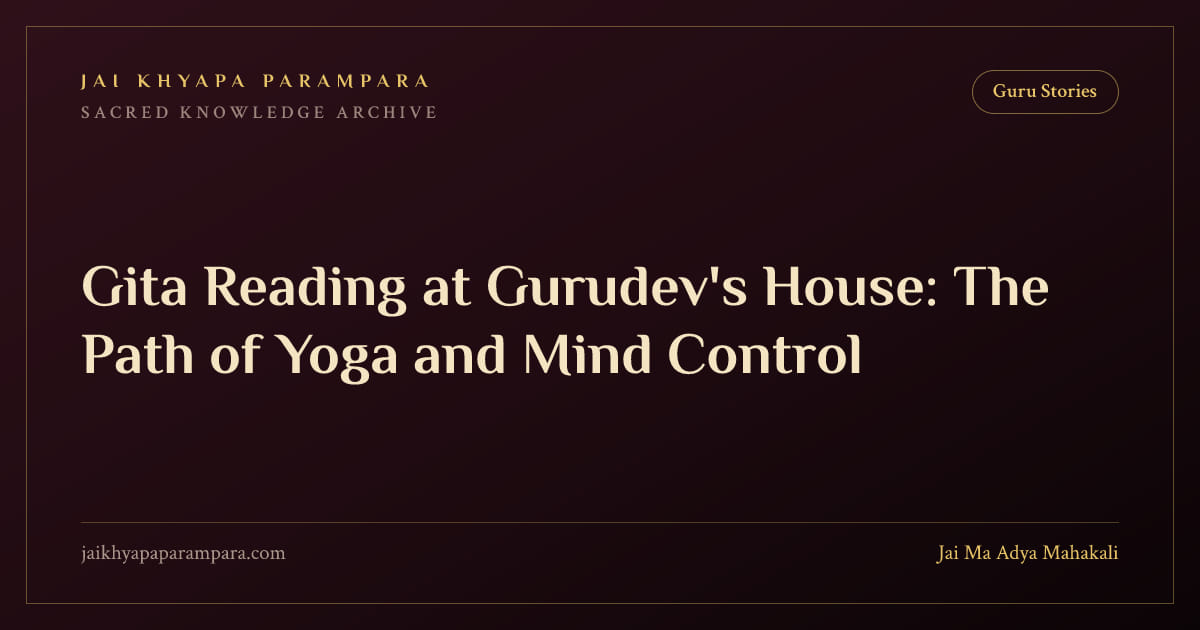 JAI KHYAPA PARAMPARA
SACRED KNOWLEDGE ARCHIVE
Guru Stories
Gita Reading at Gurudev's House: The
Path of Yoga and Mind Control
jaikhyapaparampara.com
Jai Ma Adya Mahakali